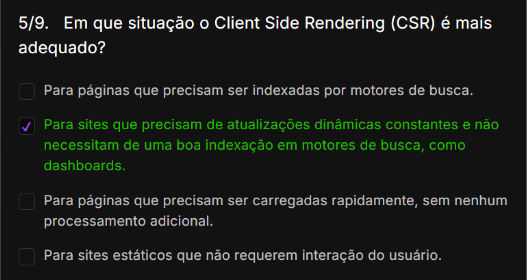 5/9. Em que situação o Client Side Rendering (CSR) é mais
adequado?
Para páginas que precisam ser indexadas por motores de busca.
Para sites que precisam de atualizações dinâmicas constantes e não
necessitam de uma boa indexação em motores de busca, como
dashboards.
Para páginas que precisam ser carregadas rapidamente, sem nenhum
processamento adicional.
Para sites estáticos que não requerem interação do usuário.